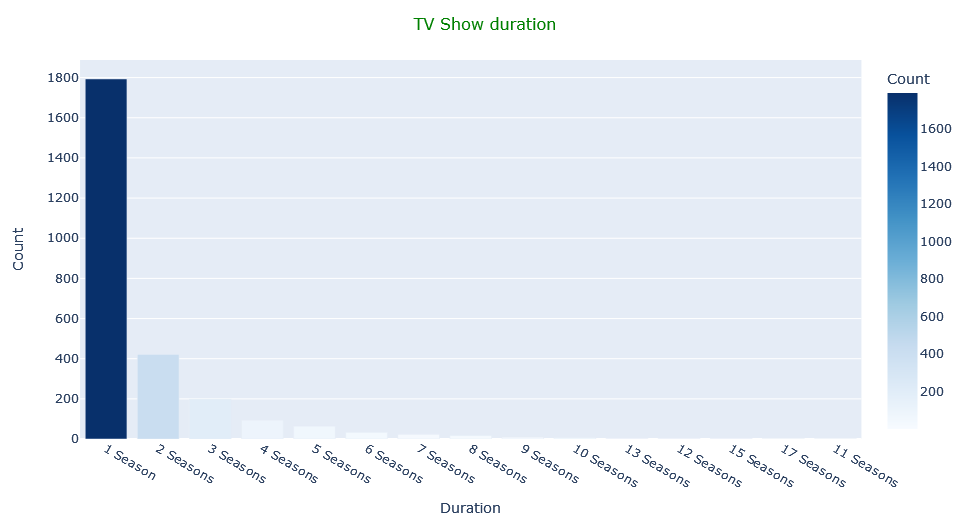 TV Show duration
Count
1800
1600
1400
1200
1000
800
600
400
200
0
1 Season
2 Seasons
3 Seasons
4 Seasons
5 Seasons
6 Seasons
7 Seasons
8 Seasons
9 Seasons
10 Seasons
13 Seasons
12 Seasons
15 Seasons
17 Seasons
11 Seasons
Duration
Count
1600
1400
1200
1000
800
600
400
200